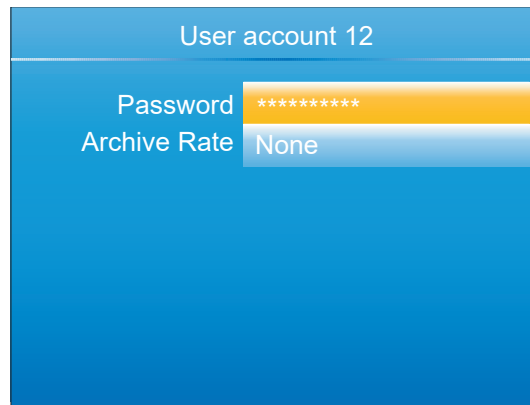 User account 12
Password **********
Archive Rate None